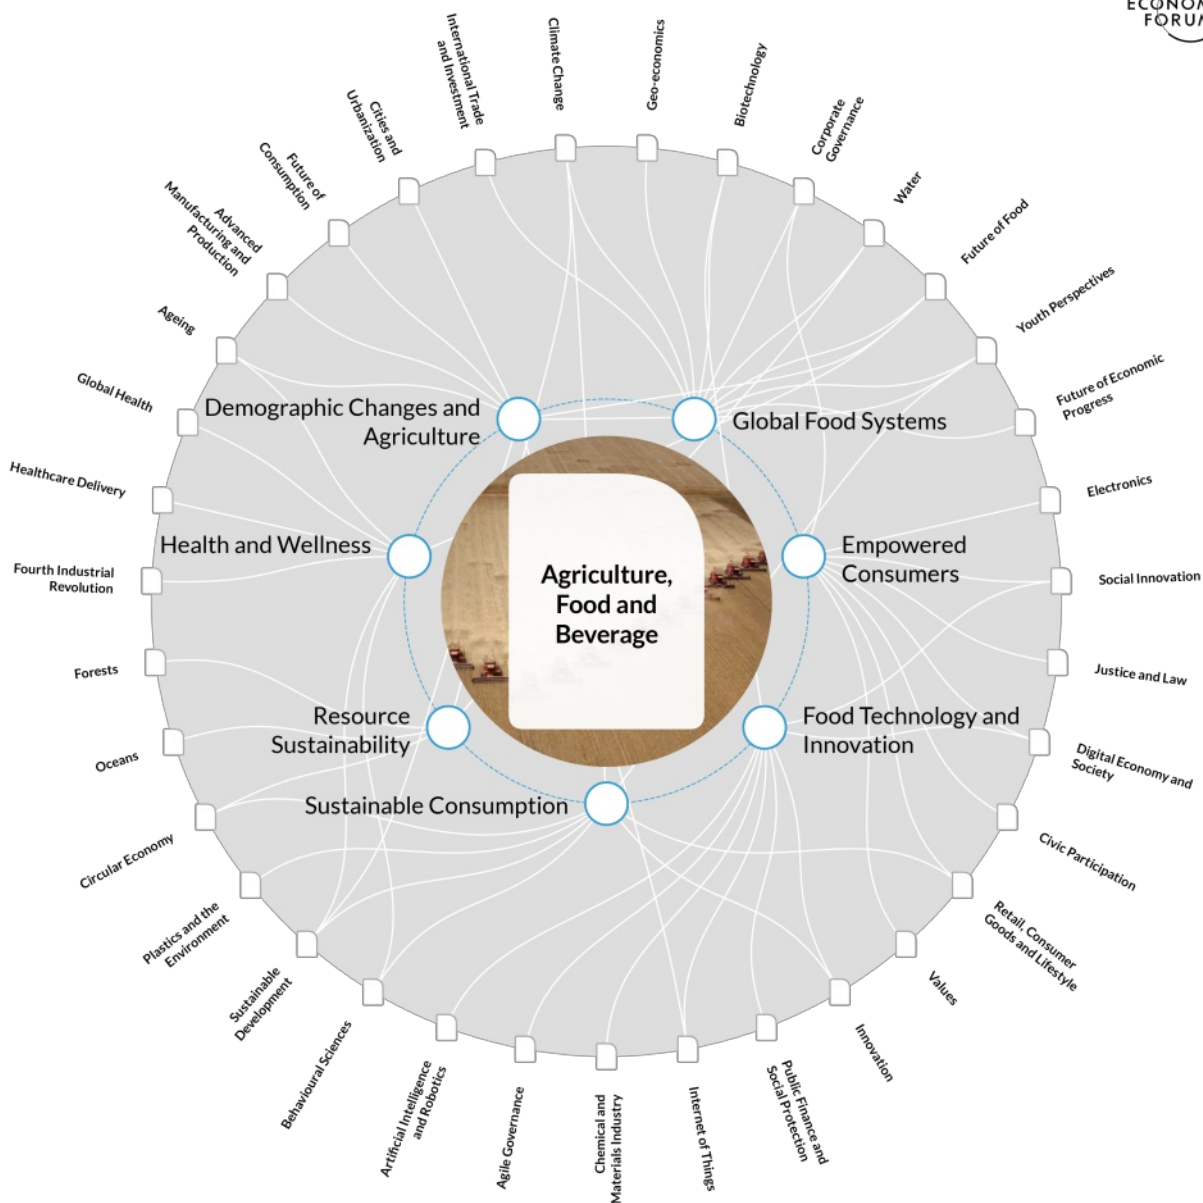 ECONOM
FORUM
International Trade
and Investment
Climate Change
Geo-economics
Biotechnology
Corporate
Governance
Water
Future of Food
Youth Perspectives
Future of Economic
Progress
Electronics
Social Innovation
Justice and Law
Digital Economy and
Society
Civic Participation
Retail, Consumer
Goods and Lifestyle
Values
Innovation
Public Finance and
Social Protection
Internet of Things
Chemical and
Materials Industry
Agile Governance
Artificial Intelligence
and Robotics
Behavioural Sciences
Sustainable
Development
Plastics and the
Environment
Circular Economy
Oceans
Forests
Fourth Industrial
Revolution
Healthcare Delivery
Global Health
Ageing
Advanced
Manufacturing and
Production
Future of
Consumption
Cities and
Urbanization
Demographic Changes and
Agriculture
Global Food Systems
Health and Wellness
Empowered
Consumers
Agriculture,
Food and
Beverage
Resource
Sustainability
Food Technology and
Innovation
Sustainable Consumption